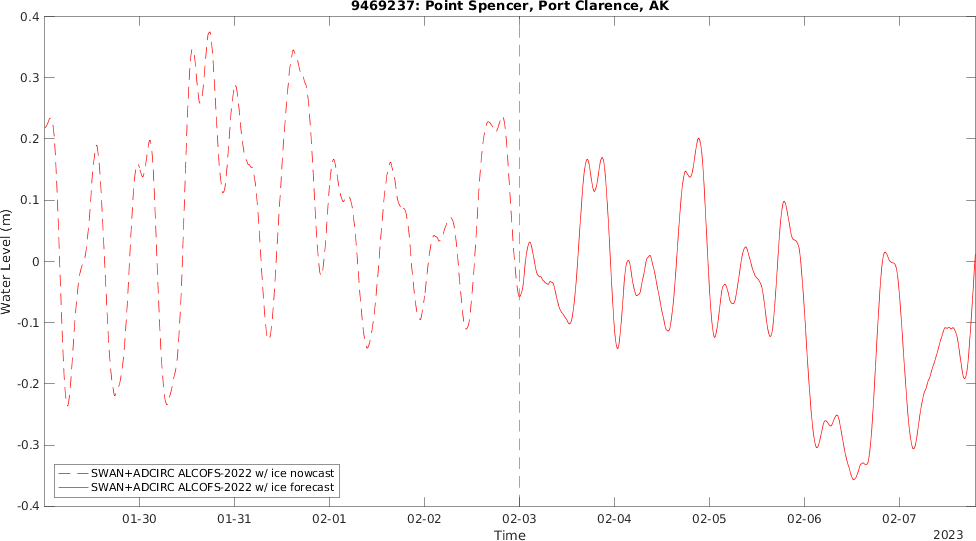 9469237: Point Spencer, Port Clarence, AK
0.4
0.3
0.2
0.1
0
-0.1
-0.2
-0.3
-0.4
Water Level (m)
SWAN+ADCIRC ALCOFS-2022 w/ ice nowcast
SWAN+ADCIRC ALCOFS-2022 w/ ice forecast
01-30 01-31 02-01 02-02 02-03 02-04 02-05 02-06 02-07
Time
2023